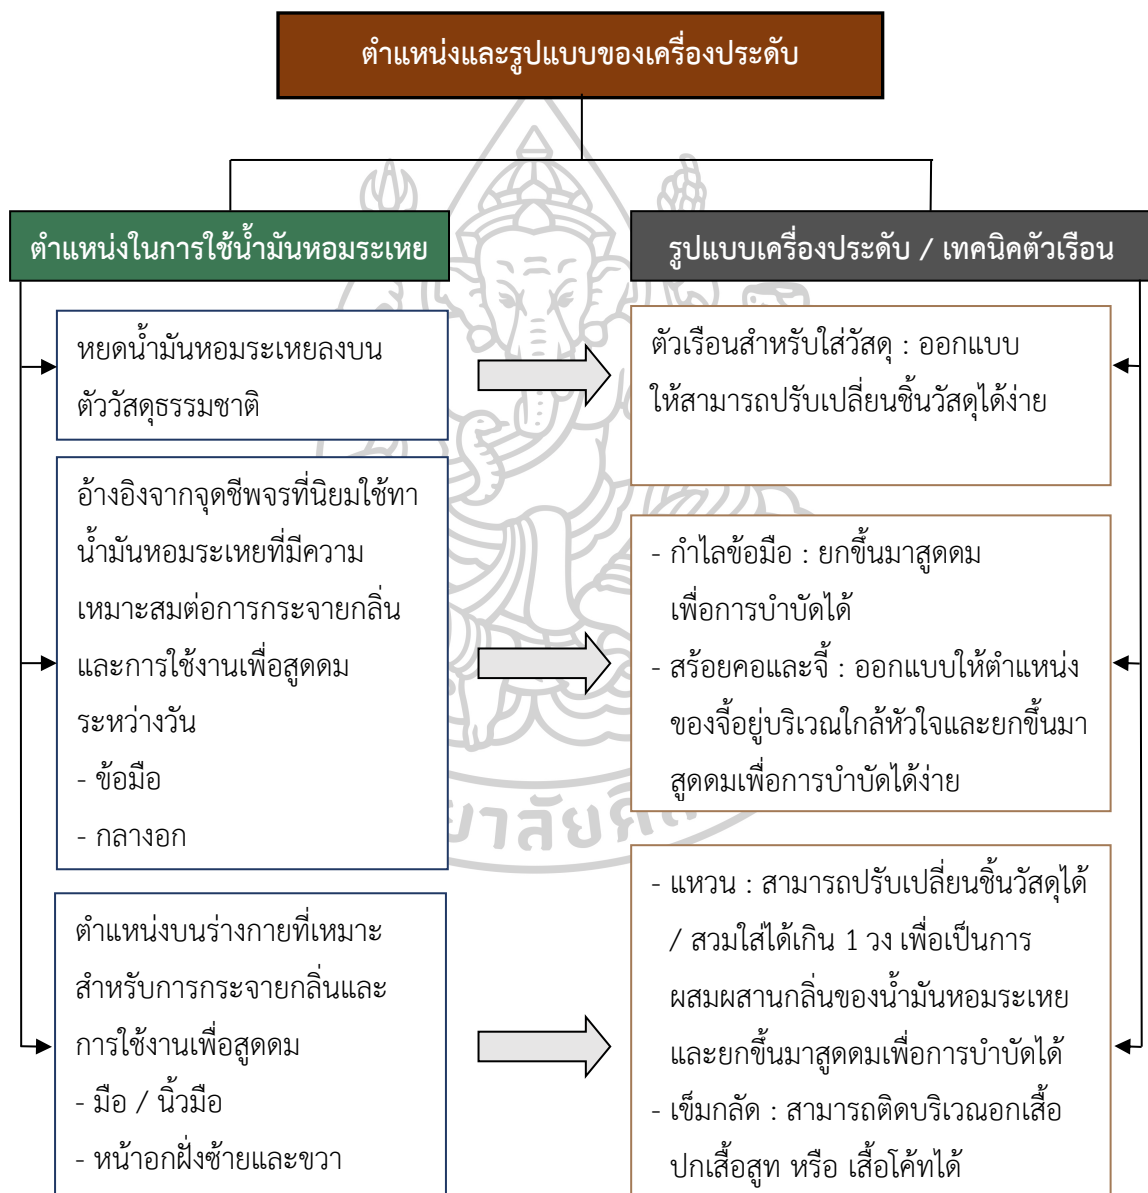 ตำแหน่งและรูปแบบของเครื่องประดับ
ตำแหน่งในการใช้น้ำมันหอมระเหย
หยดน้ำมันหอมระเหยลงบน
ตัววัสดุธรรมชาติ
อ้างอิงจากจุดชีพจรที่นิยมใช้ทา
น้ำมันหอมระเหยที่มีความ
เหมาะสมต่อการกระจายกลิ่น
และการใช้งานเพื่อสูดดม
ระหว่างวัน
- ข้อมือ
- กลางอก
ตำแหน่งบนร่างกายที่เหมาะ
สำหรับการกระจายกลิ่นและ
การใช้งานเพื่อสูดดม
- มือ / นิ้วมือ
- หน้าอกฝั่งซ้ายและขวา
รูปแบบเครื่องประดับ / เทคนิคตัวเรือน
ตัวเรือนสำหรับใส่วัสดุ : ออกแบบ
ให้สามารถปรับเปลี่ยนชิ้นวัสดุได้ง่าย
- กำไลข้อมือ : ยกขึ้นมาสูดดม
เพื่อการบำบัดได้
- สร้อยคอและจี้ : ออกแบบให้ตำแหน่ง
ของจี้อยู่บริเวณใกล้หัวใจและยกขึ้นมา
สูดดมเพื่อการบำบัดได้ง่าย
- แหวน : สามารถปรับเปลี่ยนชิ้นวัสดุได้
/ สวมใส่ได้เกิน 1 วง เพื่อเป็นการ
ผสมผสานกลิ่นของน้ำมันหอมระเหย
และยกขึ้นมาสูดดมเพื่อการบำบัดได้
- เข็มกลัด : สามารถติดบริเวณอกเสื้อ
ปกเสื้อสูท หรือ เสื้อโค้ทได้